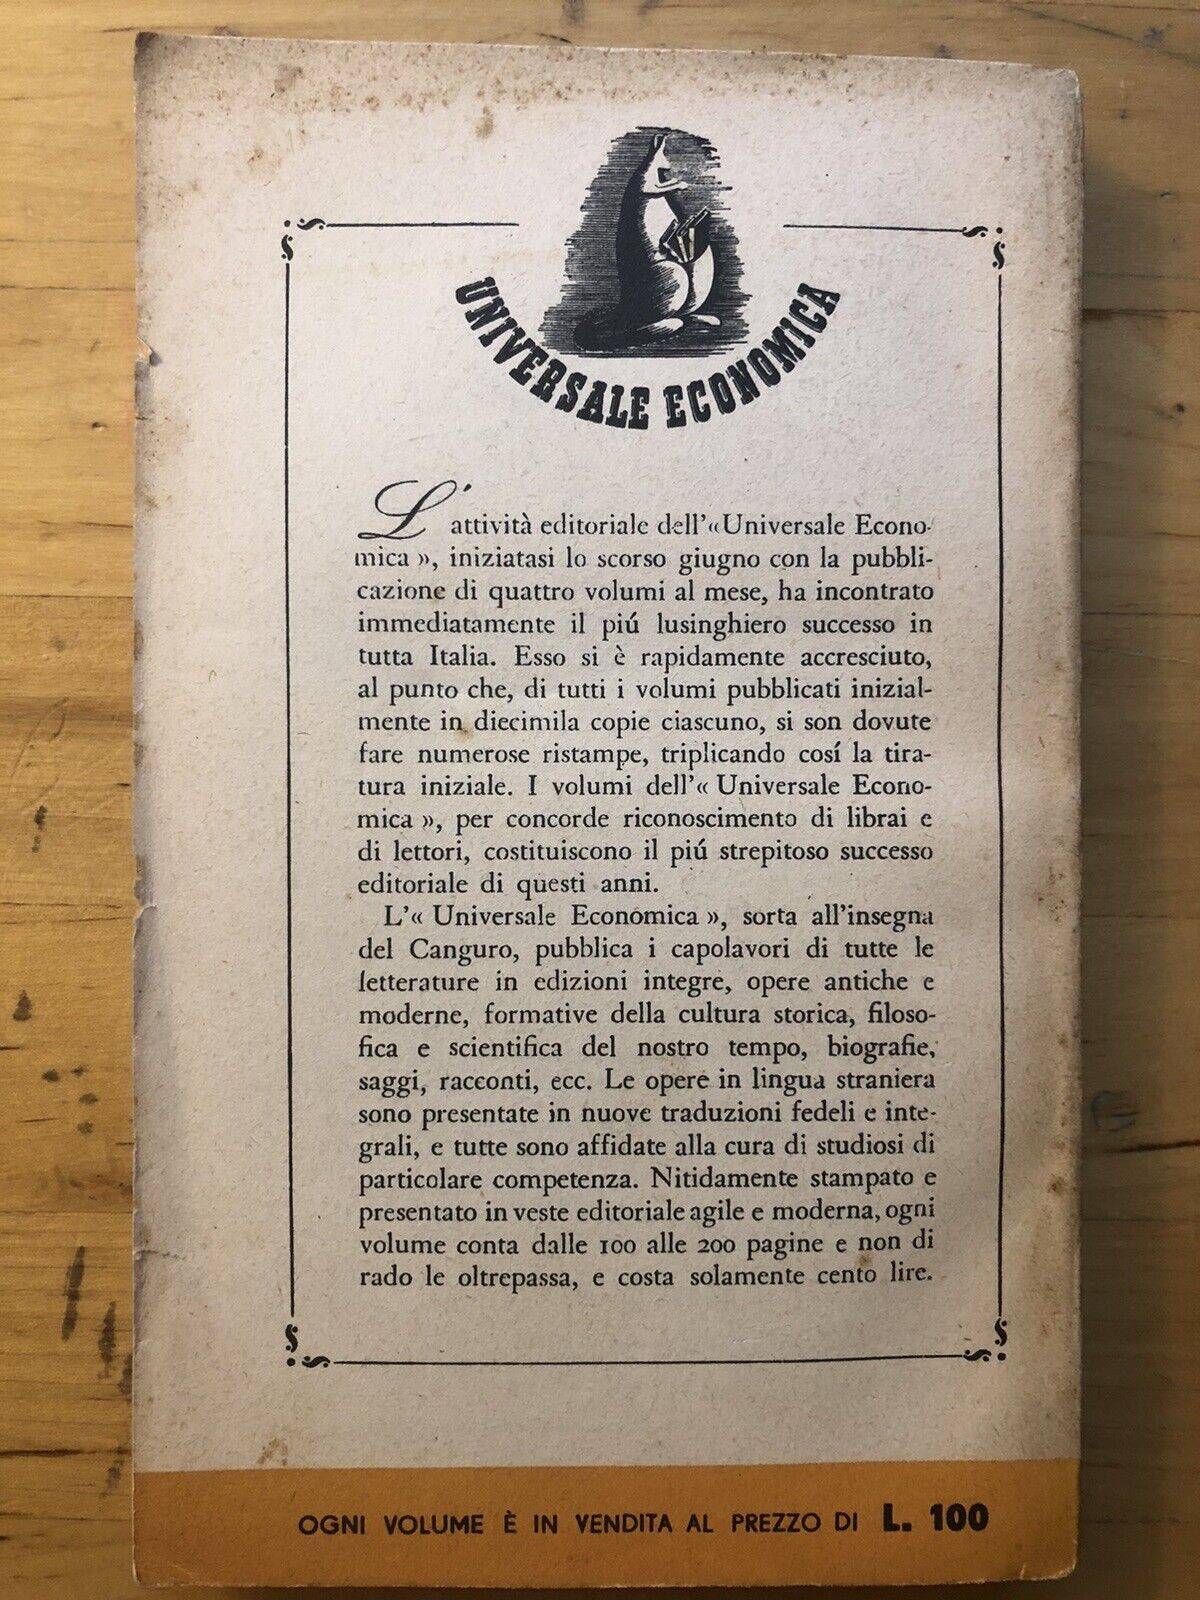 UNIVERSALE ECONOMICA
L'attività editoriale dell'«Universale Econo-
mica», iniziatasi lo scorso giugno con la pubbli-
cazione di quattro volumi al mese, ha incontrato
immediatamente il piú lusinghiero successo in
tutta Italia. Esso si è rapidamente accresciuto,
al punto che, di tutti i volumi pubblicati inizial-
mente in diecimila copie ciascuno, si son dovute
fare numerose ristampe, triplicando cosí la tira-
tura iniziale. I volumi dell'« Universale Econo-
mica », per concorde riconoscimento di librai e
di lettori, costituiscono il piú strepitoso successo
editoriale di questi anni.
L'« Universale Economica », sorta all'insegna
del Canguro, pubblica i capolavori di tutte le
letterature in edizioni integre, opere antiche e
moderne, formative della cultura storica, filoso-
fica e scientifica del nostro tempo, biografie,
saggi, racconti, ecc. Le opere in lingua straniera
sono presentate in nuove traduzioni fedeli e inte-
grali, e tutte sono affidate alla cura di studiosi di
particolare competenza. Nitidamente stampato e
presentato in veste editoriale agile e moderna, ogni
volume conta dalle 100 alle 200 pagine e non di
rado le oltrepassa, e costa solamente cento lire.
OGNI VOLUME È IN VENDITA AL PREZZO DI L. 100